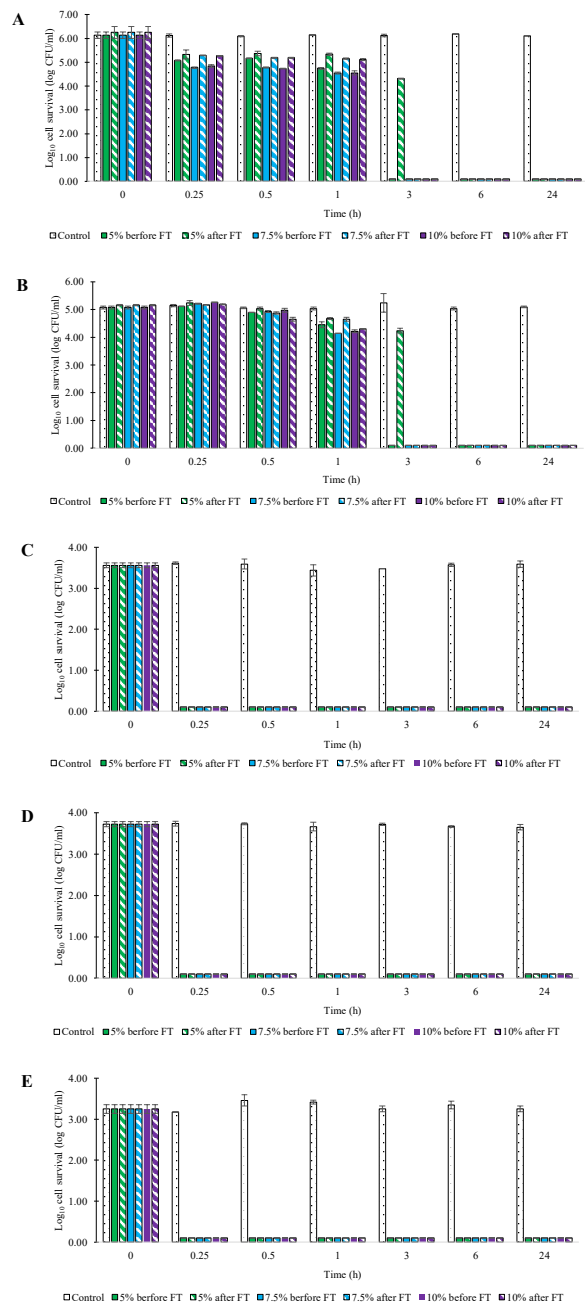 A
Log10 cell survival (log CFU/ml)
7.00
6.00
5.00
4.00
3.00
2.00
1.00
0.00
0 0.25 0.5 1 3 6 24
Time (h)
Control 5% berfore FT 5% after FT 7.5% berfore FT 7.5% after FT 10% before FT 10% after FT
B
Log10 cell survival (log CFU/ml)
6.00
5.00
4.00
3.00
2.00
1.00
0.00
0 0.25 0.5 1 3 6 24
Time (h)
Control 5% berfore FT 5% after FT 7.5% berfore FT 7.5% after FT 10% before FT 10% after FT
C
Log10 cell survival (log CFU/ml)
4.00
3.00
2.00
1.00
0.00
0 0.25 0.5 1 3 6 24
Time (h)
Control 5% berfore FT 5% after FT 7.5% berfore FT 7.5% after FT 10% before FT 10% after FT
D
Log10 cell survival (log CFU/ml)
4.00
3.00
2.00
1.00
0.00
0 0.25 0.5 1 3 6 24
Time (h)
Control 5% berfore FT 5% after FT 7.5% berfore FT 7.5% after FT 10% before FT 10% after FT
E
Log10 cell survival (log CFU/ml)
4.00
3.00
2.00
1.00
0.00
0 0.25 0.5 1 3 6 24
Time (h)
Control 5% berfore FT 5% after FT 7.5% berfore FT 7.5% after FT 10% before FT 10% after FT